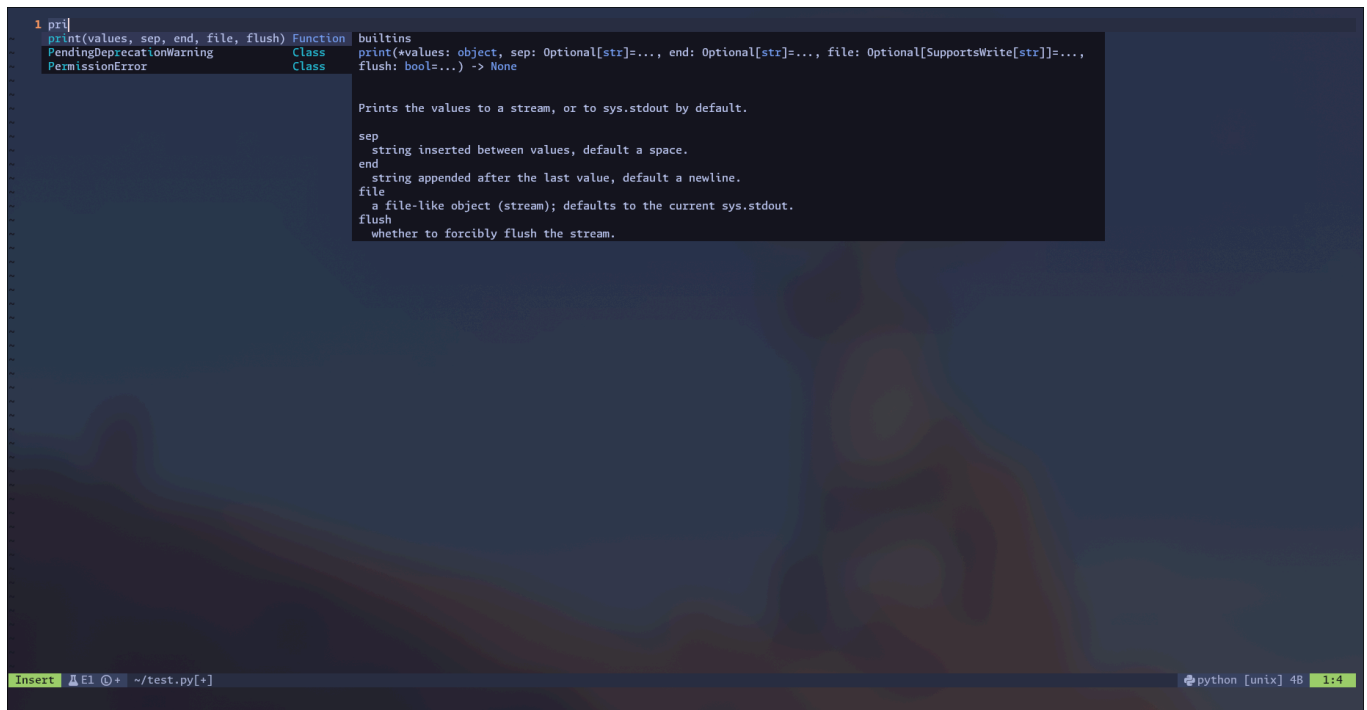 1 pri
print(values, sep, end, file, flush) Function
PendingDeprecationWarning Class
PermissionError Class
builtins
print(*values: object, sep: Optional[str]=..., end: Optional[str]=..., file: Optional[SupportsWrite[str]]=...,
flush: bool=...) -> None
Prints the values to a stream, or to sys.stdout by default.
sep
string inserted between values, default a space.
end
string appended after the last value, default a newline.
file
a file-like object (stream); defaults to the current sys.stdout.
flush
whether to forcibly flush the stream.
Insert E1 Ⓛ+ ~/test.py[+] python [unix] 4B 1:4